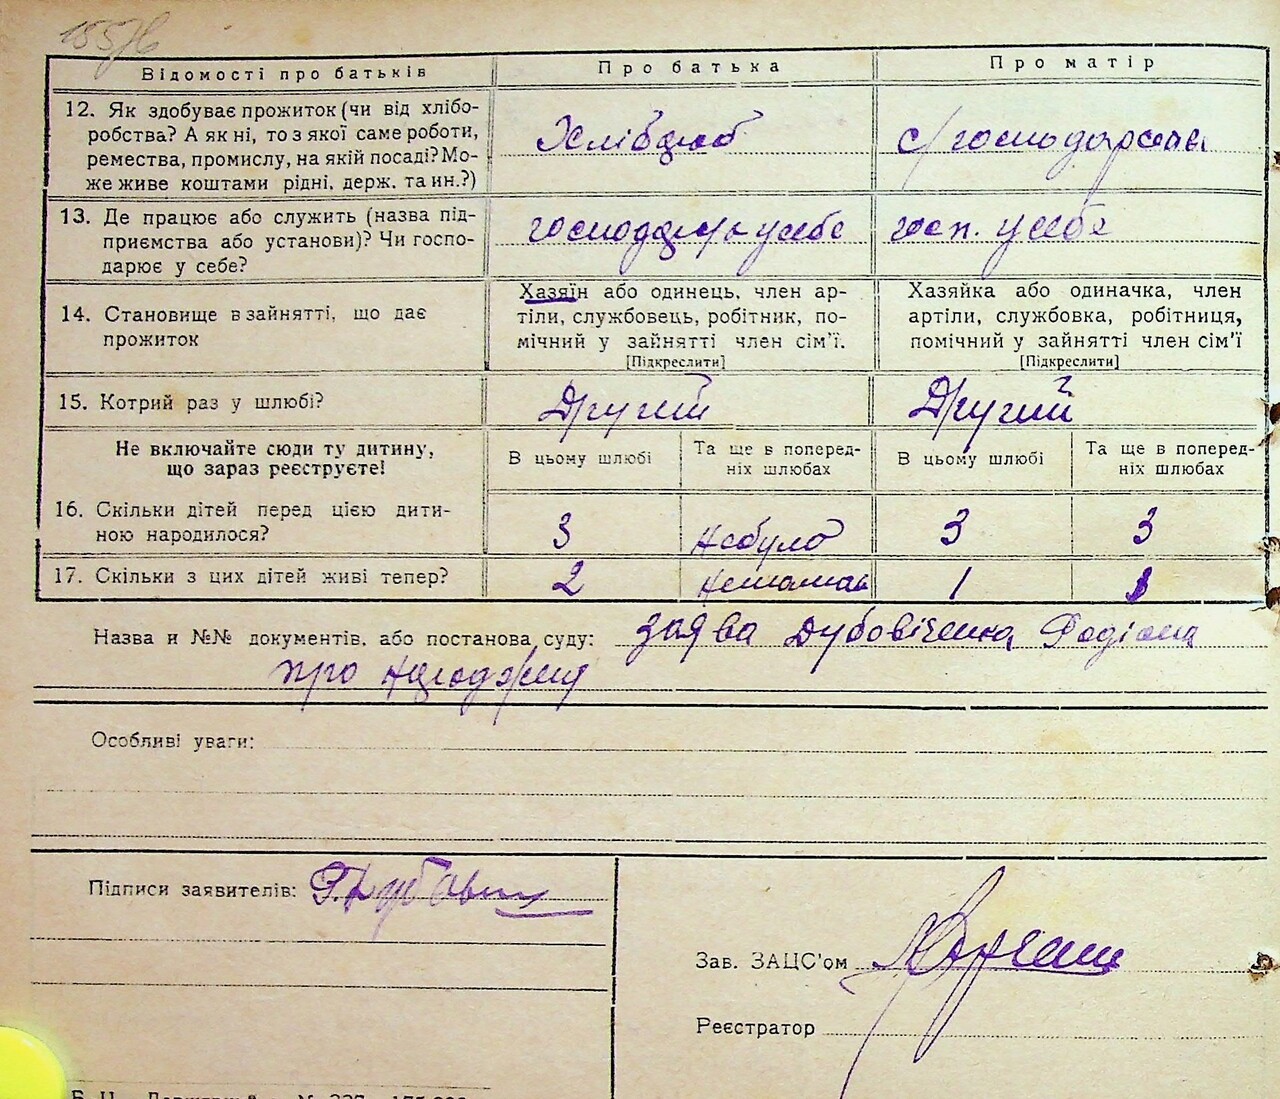 Відомості про батьків
Про батька
Про матір
12. Як здобуває прожиток (чи від хлібо-
робства? А як ні, то з якої саме роботи,
ремества, промислу, на якій посаді? Мо-
же живе коштами рідні, держ. та ин.?)
Хлібороб
с/господарства
13. Де працює або служить (назва під-
приємства або установи)? Чи госпо-
дарює у себе?
господарує у себе
госп. у себе
14. Становище в зайнятті, що дає
прожиток
Хазяїн або одинець, член ар-
тіли, службовець, робітник, по-
мічний у зайнятті член сім'ї.
[Підкреслити]
Хазяйка або одиначка, член
артіли, службовка, робітниця,
помічний у зайнятті член сім'ї
[Підкреслити]
15. Котрий раз у шлюбі?
Другий
Другий
Не включайте сюди ту дитину,
що зараз реєструєте!
В цьому шлюбі
Та ще в поперед-
ніх шлюбах
В цьому шлюбі
Та ще в поперед-
ніх шлюбах
16. Скільки дітей перед цією дити-
ною народилося?
3
не було
3
3
17. Скільки з цих дітей живі тепер?
2
немає
1
Назва и №№ документів, або постанова суду: заява Дубовіченка Родіона
про народження
Особливі уваги:
Підписи заявителів:
Зав. ЗАЦС'ом
Реєстратор